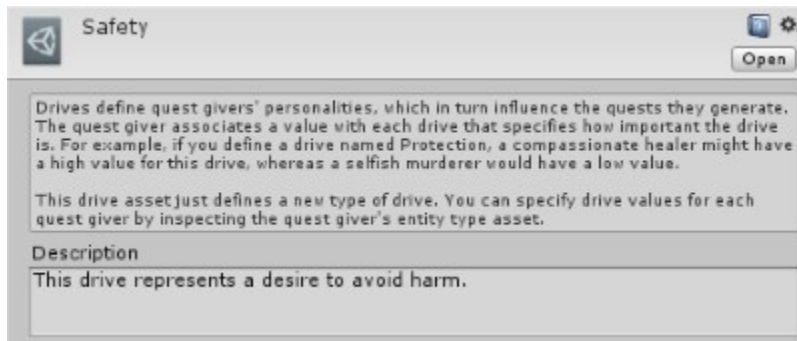 Safety
Open
Drives define quest givers' personalities, which in turn influence the quests they generate.
The quest giver associates a value with each drive that specifies how important the drive
is. For example, if you define a drive named Protection, a compassionate healer might have
a high value for this drive, whereas a selfish murderer would have a low value.
This drive asset just defines a new type of drive. You can specify drive values for each
quest giver by inspecting the quest giver's entity type asset.
Description
This drive represents a desire to avoid harm.